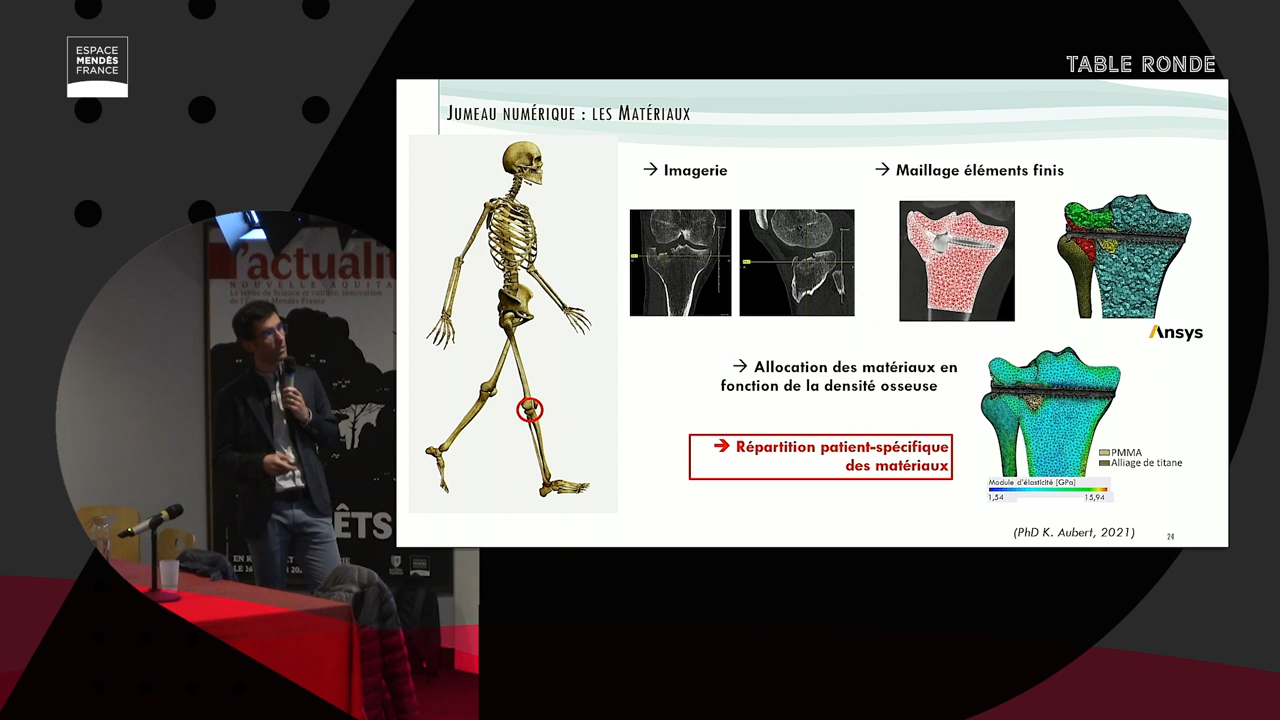 ESPACE
MENDÈS
FRANCE
TABLE RONDE
JUMEAU NUMÉRIQUE : LES MATÉRIAUX
→ Imagerie
→ Maillage éléments finis
Ansys
→ Allocation des matériaux en
fonction de la densité osseuse
→ Répartition patient-spécifique
des matériaux
PMMA
Alliage de titane
Module d'élasticité [GPa]
1,54
15,94
(PhD K. Aubert, 2021)
24
l'actualit
NOUVELLE-AQUITA
ÊTS